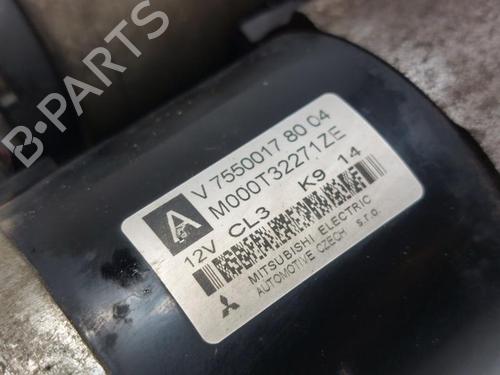 B PARTS
A
V 7550017 80 04
M000T32271ZE
12V CL3 K9 14
MITSUBISHI ELECTRIC
AUTOMOTIVE CZECH s.r.o.